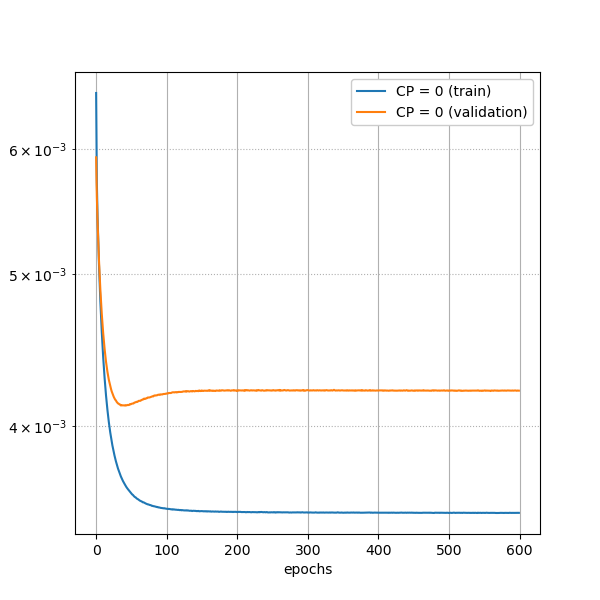 CP = 0 (train)
CP = 0 (validation)
6 × 10⁻³
5 × 10⁻³
4 × 10⁻³
0 100 200 300 400 500 600
epochs